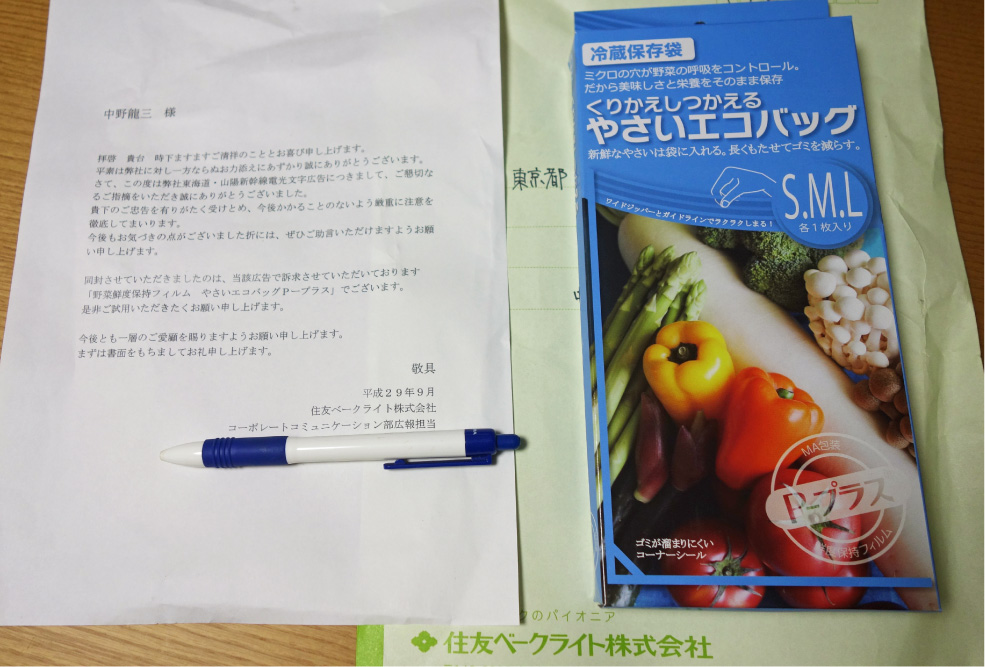 中野龍三 様
拝啓 貴台 時下ますますご清祥のこととお喜び申し上げます。
平素は弊社に対し一方ならぬお力添えにあずかり誠にありがとうございます。
さて、この度は弊社東海道・山陽新幹線電光文字広告につきまして、ご懇切な
るご指摘をいただき誠にありがとうございました。
貴下のご忠告を有りがたく受けとめ、今後かかることのないよう厳重に注意を
徹底してまいります。
今後もお気づきの点がございました折には、ぜひご助言いただけますようお願
い申し上げます。
同封させていただきましたのは、当該広告で訴求させていただいております
「野菜鮮度保持フィルム やさいエコバッグPープラス」でございます。
是非ご試用いただきたくお願い申し上げます。
今後とも一層のご愛顧を賜りますようお願い申し上げます。
まずは書面をもちましてお礼申し上げます。
敬具
平成29年9月
住友ベークライト株式会社
コーポレートコミュニケーション部広報担当
東京都
冷蔵保存袋
ミクロの穴が野菜の呼吸をコントロール。
だから美味しさと栄養をそのまま保存
くりかえしつかえる
やさいエコバッグ
新鮮なやさいは袋に入れる。長くもたせてゴミを減らす。
S.M.L
各1枚入り
ワイドジッパーとガイドラインでラクラクしまる!
MA包装
P-プラス
鮮度保持フィルム
ゴミが溜まりにくい
コーナーシール
クのパイオニア
住友ベークライト株式会社